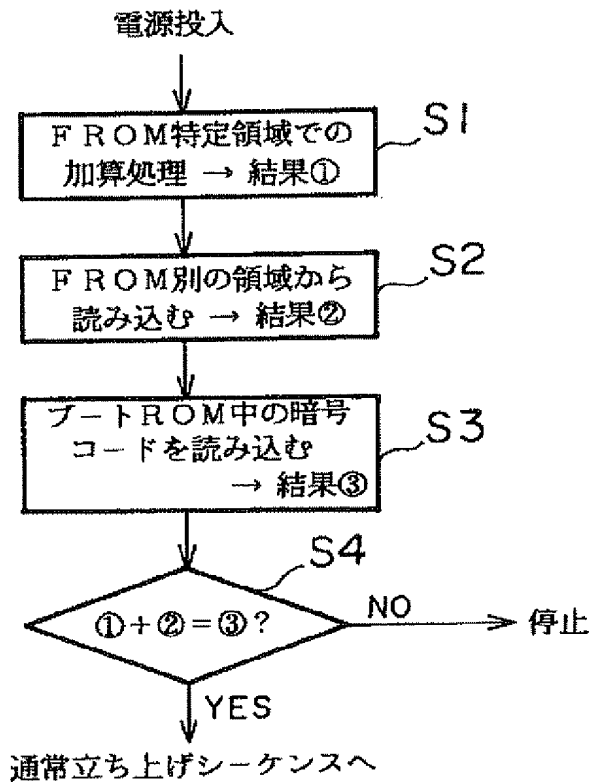 電源投入
ＦＲＯＭ特定領域での
加算処理 → 結果①
S1
ＦＲＯＭ別の領域から
読み込む → 結果②
S2
ブートＲＯＭ中の暗号
コードを読み込む
→ 結果③
S3
S4
①＋②＝③？
NO
停止
YES
通常立ち上げシーケンスへ